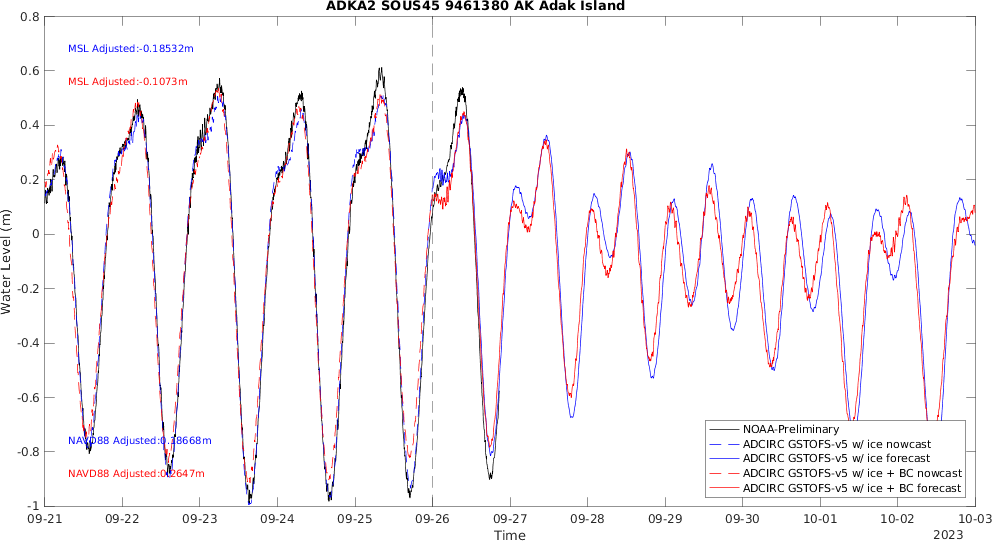 ADKA2 SOUS45 9461380 AK Adak Island
0.8
0.6
0.4
0.2
0
-0.2
-0.4
-0.6
-0.8
-1
Water Level (m)
MSL Adjusted:-0.18532m
MSL Adjusted:-0.1073m
NAVD88 Adjusted:0.18668m
NAVD88 Adjusted:0.2647m
NOAA-Preliminary
ADCIRC GSTOFS-v5 w/ ice nowcast
ADCIRC GSTOFS-v5 w/ ice forecast
ADCIRC GSTOFS-v5 w/ ice + BC nowcast
ADCIRC GSTOFS-v5 w/ ice + BC forecast
09-21 09-22 09-23 09-24 09-25 09-26 09-27 09-28 09-29 09-30 10-01 10-02 10-03
Time
2023